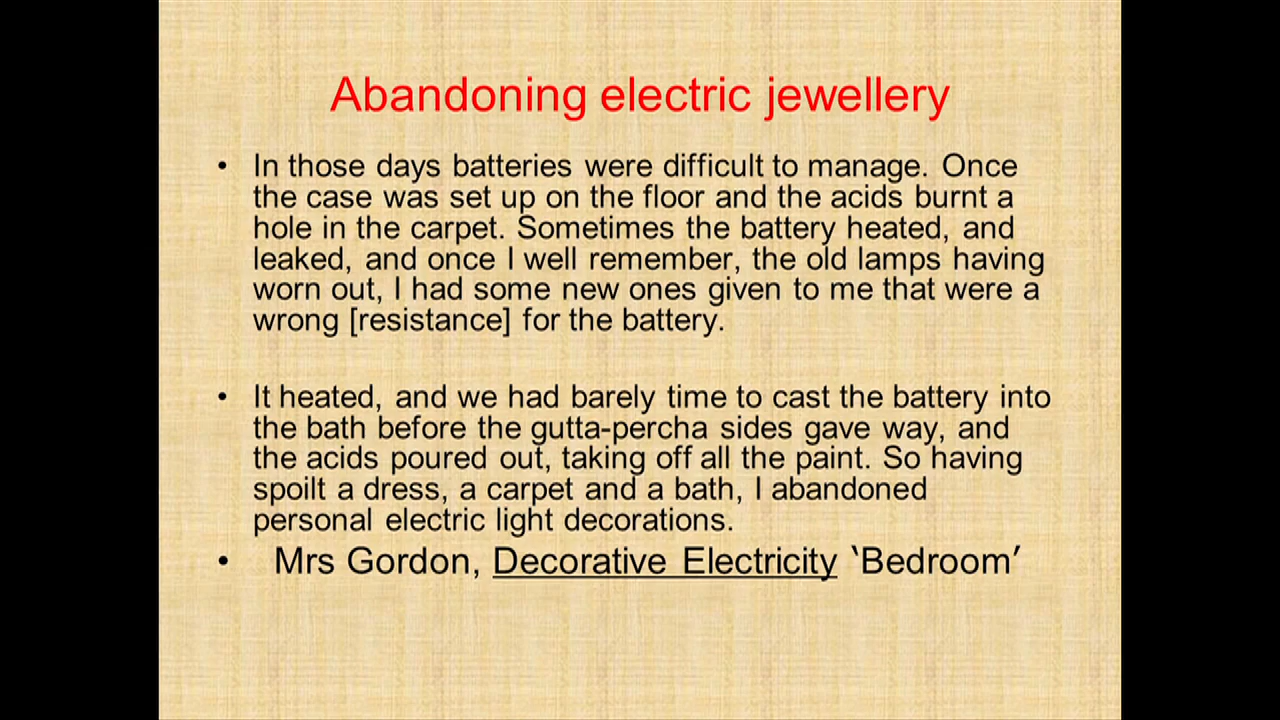 Abandoning electric jewellery
• In those days batteries were difficult to manage. Once
the case was set up on the floor and the acids burnt a
hole in the carpet. Sometimes the battery heated, and
leaked, and once I well remember, the old lamps having
worn out, I had some new ones given to me that were a
wrong [resistance] for the battery.
• It heated, and we had barely time to cast the battery into
the bath before the gutta-percha sides gave way, and
the acids poured out, taking off all the paint. So having
spoilt a dress, a carpet and a bath, I abandoned
personal electric light decorations.
• Mrs Gordon, Decorative Electricity ‛Bedroom’